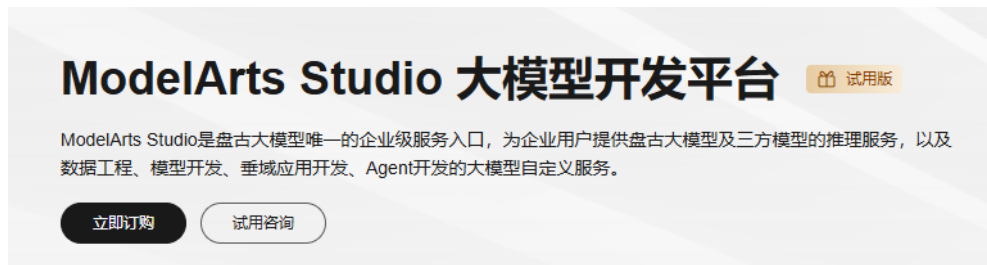 ModelArts Studio 大模型开发平台 试用版
ModelArts Studio是盘古大模型唯一的企业级服务入口，为企业用户提供盘古大模型及三方模型的推理服务，以及
数据工程、模型开发、垂域应用开发、Agent开发的大模型自定义服务。
立即订购 试用咨询